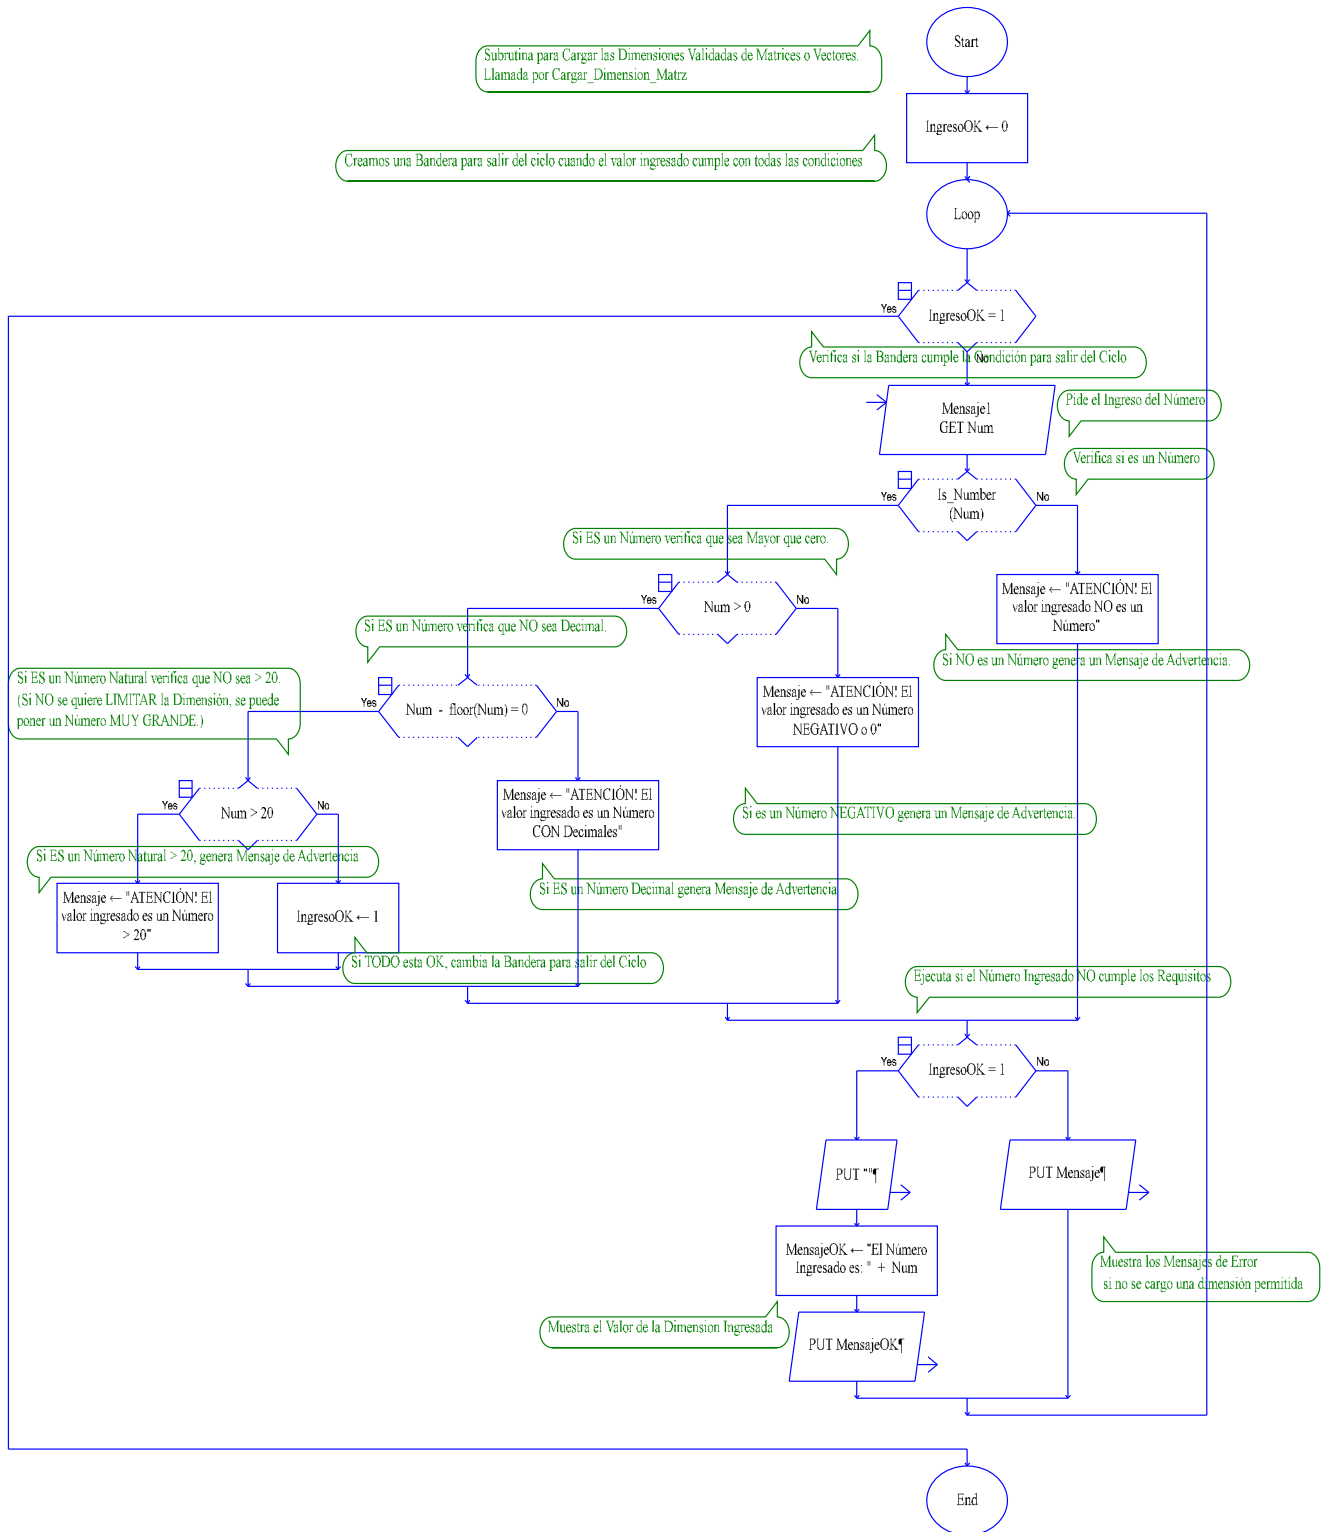 Start
Subrutina para Cargar las Dimensiones Validadas de Matrices o Vectores.
Llamada por Cargar_Dimension_Matrz
IngresoOK ← 0
Creamos una Bandera para salir del ciclo cuando el valor ingresado cumple con todas las condiciones
Loop
Yes
IngresoOK = 1
No
Verifica si la Bandera cumple la Condición para salir del Ciclo
Mensaje1
GET Num
Pide el Ingreso del Número
Verifica si es un Número
Yes
Is_Number
(Num)
No
Si ES un Número verifica que sea Mayor que cero.
Mensaje ← "ATENCIÓN! El
valor ingresado NO es un
Número"
Yes
Num > 0
No
Si ES un Número verifica que NO sea Decimal.
Si NO es un Número genera un Mensaje de Advertencia.
Si ES un Número Natural verifica que NO sea > 20.
(Si NO se quiere LIMITAR la Dimensión, se puede
poner un Número MUY GRANDE.)
Yes
Num - floor(Num) = 0
No
Mensaje ← "ATENCIÓN! El
valor ingresado es un Número
NEGATIVO o 0"
Yes
Num > 20
No
Mensaje ← "ATENCIÓN! El
valor ingresado es un Número
CON Decimales"
Si es un Número NEGATIVO genera un Mensaje de Advertencia.
Si ES un Número Natural > 20, genera Mensaje de Advertencia
Mensaje ← "ATENCIÓN! El
valor ingresado es un Número
> 20"
IngresoOK ← 1
Si ES un Número Decimal genera Mensaje de Advertencia
Si TODO esta OK, cambia la Bandera para salir del Ciclo
Ejecuta si el Número Ingresado NO cumple los Requisitos
Yes
IngresoOK = 1
No
PUT ""¶
PUT Mensaje¶
MensajeOK ← "El Número
Ingresado es: " + Num
Muestra los Mensajes de Error
si no se cargo una dimensión permitida
Muestra el Valor de la Dimension Ingresada
PUT MensajeOK¶
End